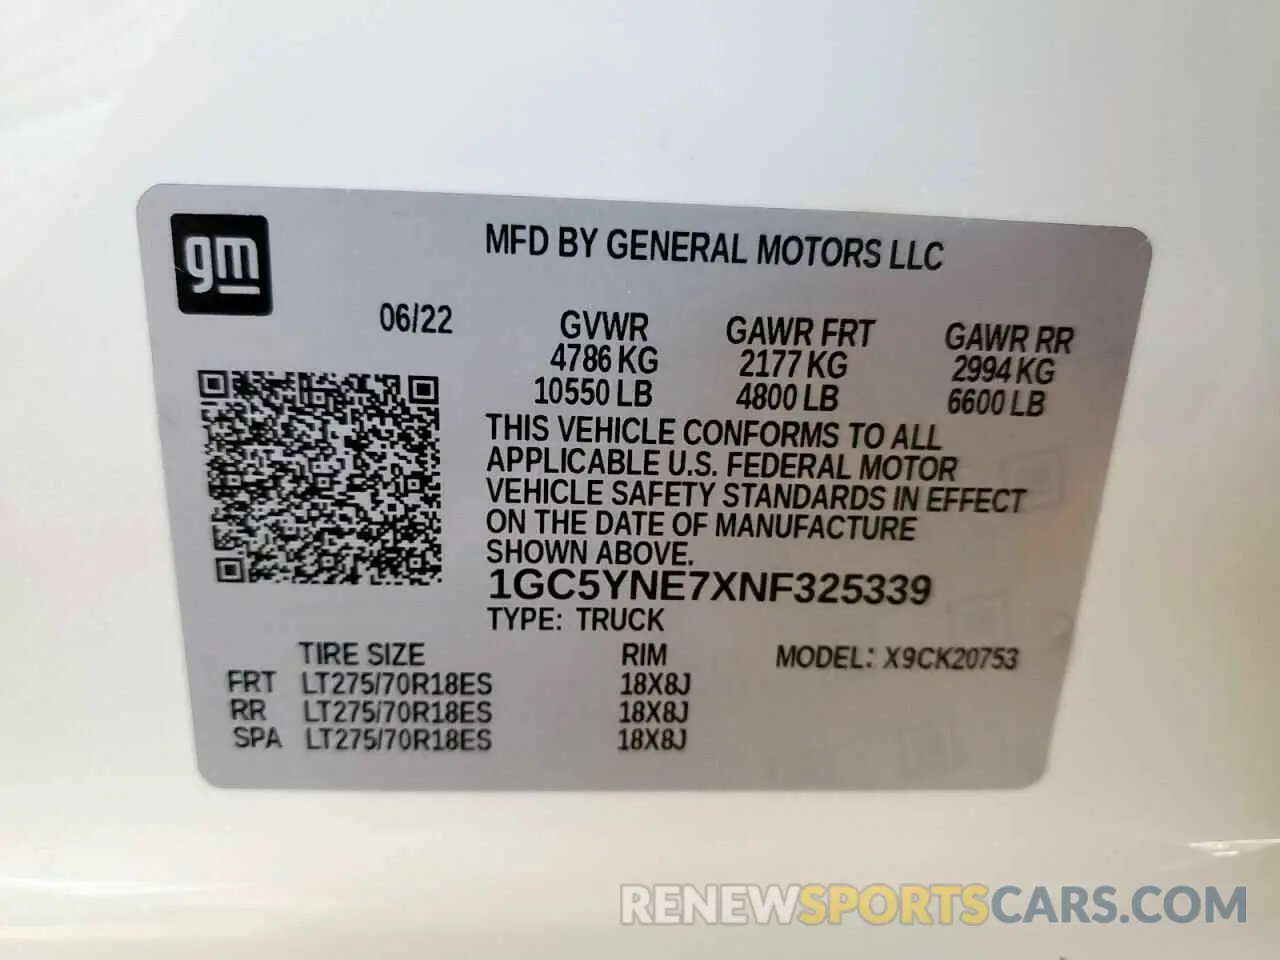 gm
MFD BY GENERAL MOTORS LLC
06/22
GVWR GAWR FRT GAWR RR
4786 KG 2177 KG 2994 KG
10550 LB 4800 LB 6600 LB
THIS VEHICLE CONFORMS TO ALL
APPLICABLE U.S. FEDERAL MOTOR
VEHICLE SAFETY STANDARDS IN EFFECT
ON THE DATE OF MANUFACTURE
SHOWN ABOVE.
1GC5YNE7XNF325339
TYPE: TRUCK
TIRE SIZE RIM MODEL: X9CK20753
FRT LT275/70R18ES 18X8J
RR LT275/70R18ES 18X8J
SPA LT275/70R18ES 18X8J
RENEWSPORTSCARS.COM